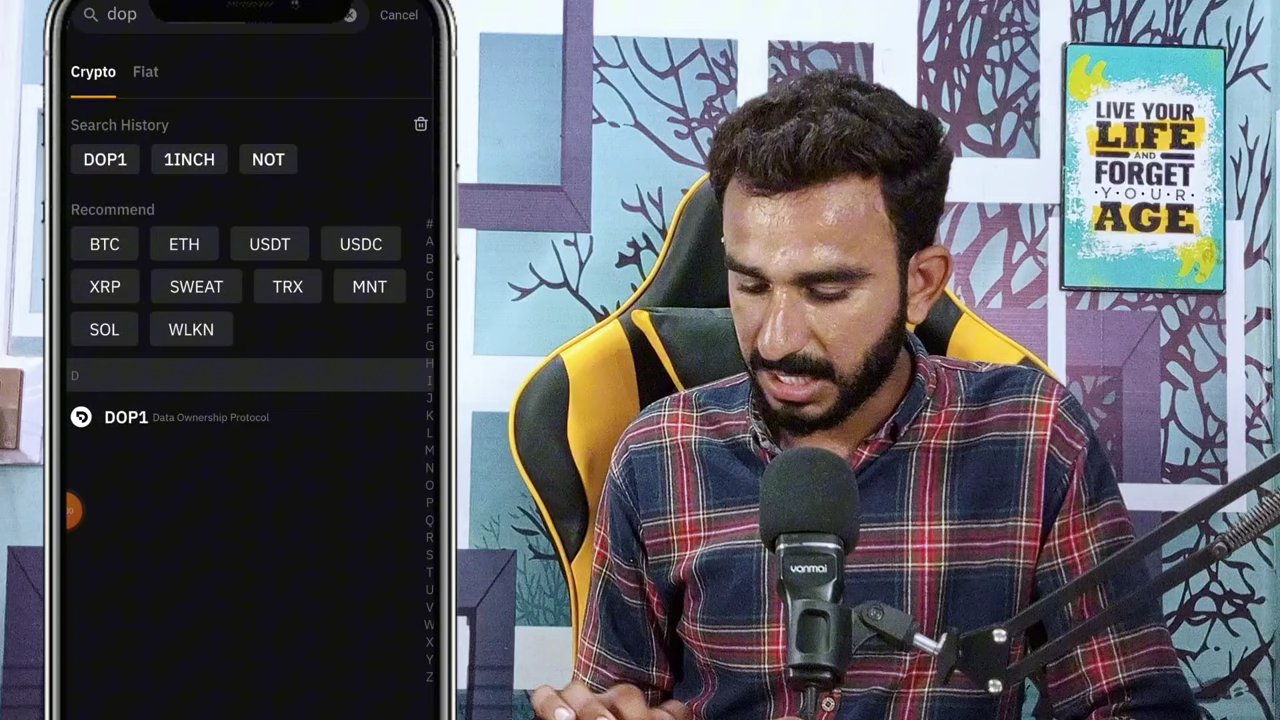 dop
Cancel
Crypto Fiat
Search History
DOP1 1INCH NOT
Recommend
BTC ETH USDT USDC
XRP SWEAT TRX MNT
SOL WLKN
D
DOP1 Data Ownership Protocol
#
A
B
C
D
E
F
G
H
I
J
K
L
M
N
O
P
Q
R
S
T
U
V
W
X
Y
Z
LIVE YOUR
LIFE
AND
FORGET
·Y·O·U·R·
AGE
yanmai